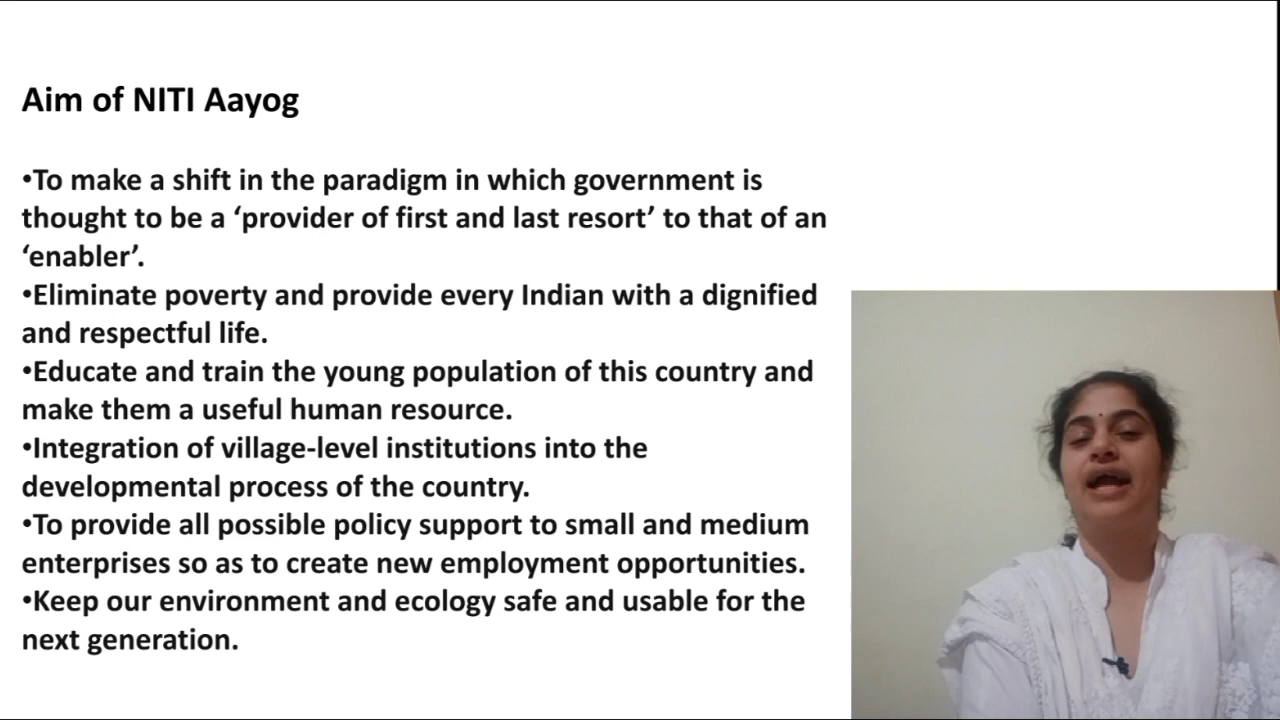 Aim of NITI Aayog
•To make a shift in the paradigm in which government is
thought to be a ‘provider of first and last resort’ to that of an
‘enabler’.
•Eliminate poverty and provide every Indian with a dignified
and respectful life.
•Educate and train the young population of this country and
make them a useful human resource.
•Integration of village-level institutions into the
developmental process of the country.
•To provide all possible policy support to small and medium
enterprises so as to create new employment opportunities.
•Keep our environment and ecology safe and usable for the
next generation.